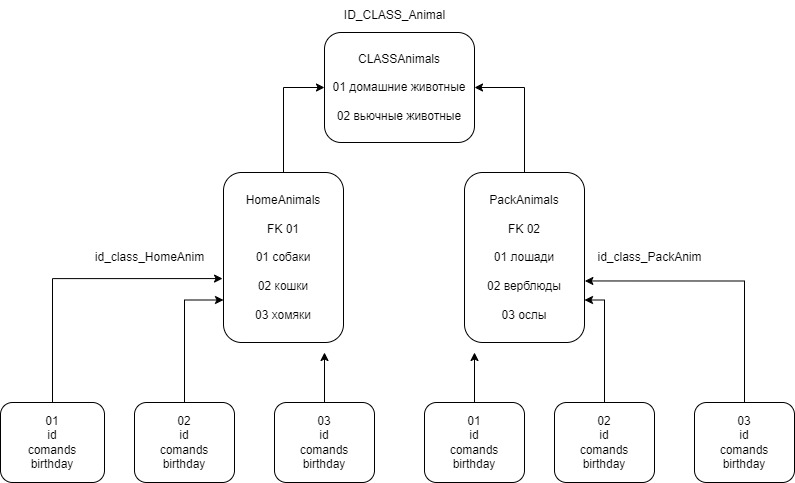 ID_CLASS_Animal
CLASSAnimals
01 домашние животные
02 вьючные животные
HomeAnimals
FK 01
01 собаки
02 кошки
03 хомяки
PackAnimals
FK 02
01 лошади
02 верблюды
03 ослы
id_class_HomeAnim
id_class_PackAnim
01
id
comands
birthday
02
id
comands
birthday
03
id
comands
birthday
01
id
comands
birthday
02
id
comands
birthday
03
id
comands
birthday